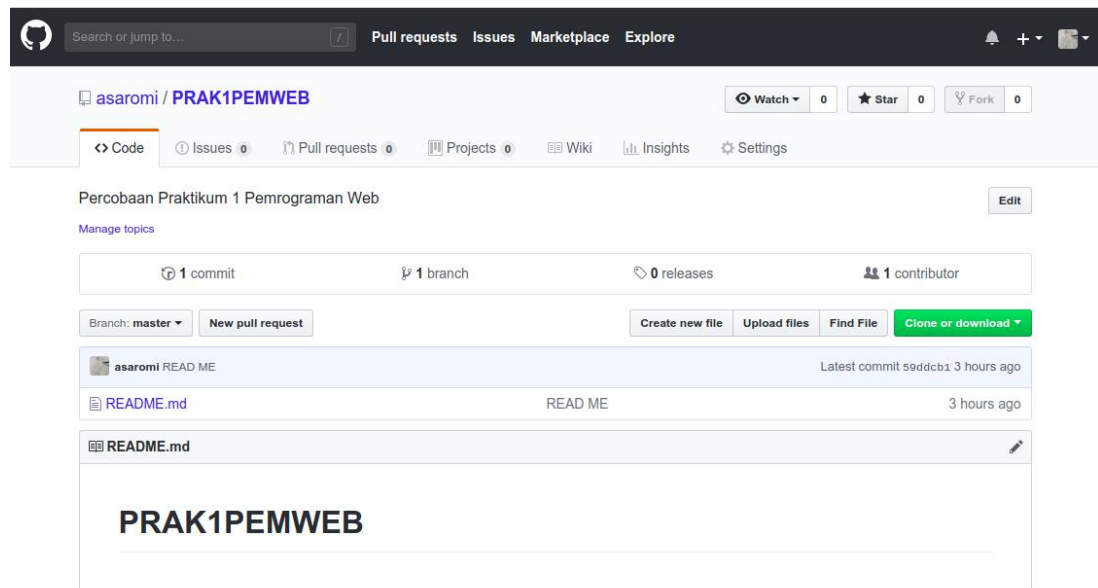 Search or jump to... / Pull requests Issues Marketplace Explore
asaromi / PRAK1PEMWEB Watch 0 Star 0 Fork 0
Code Issues 0 Pull requests 0 Projects 0 Wiki Insights Settings
Percobaan Praktikum 1 Pemrograman Web Edit
Manage topics
1 commit 1 branch 0 releases 1 contributor
Branch: master New pull request Create new file Upload files Find File Clone or download
asaromi READ ME Latest commit 59ddcb1 3 hours ago
README.md READ ME 3 hours ago
README.md
PRAK1PEMWEB